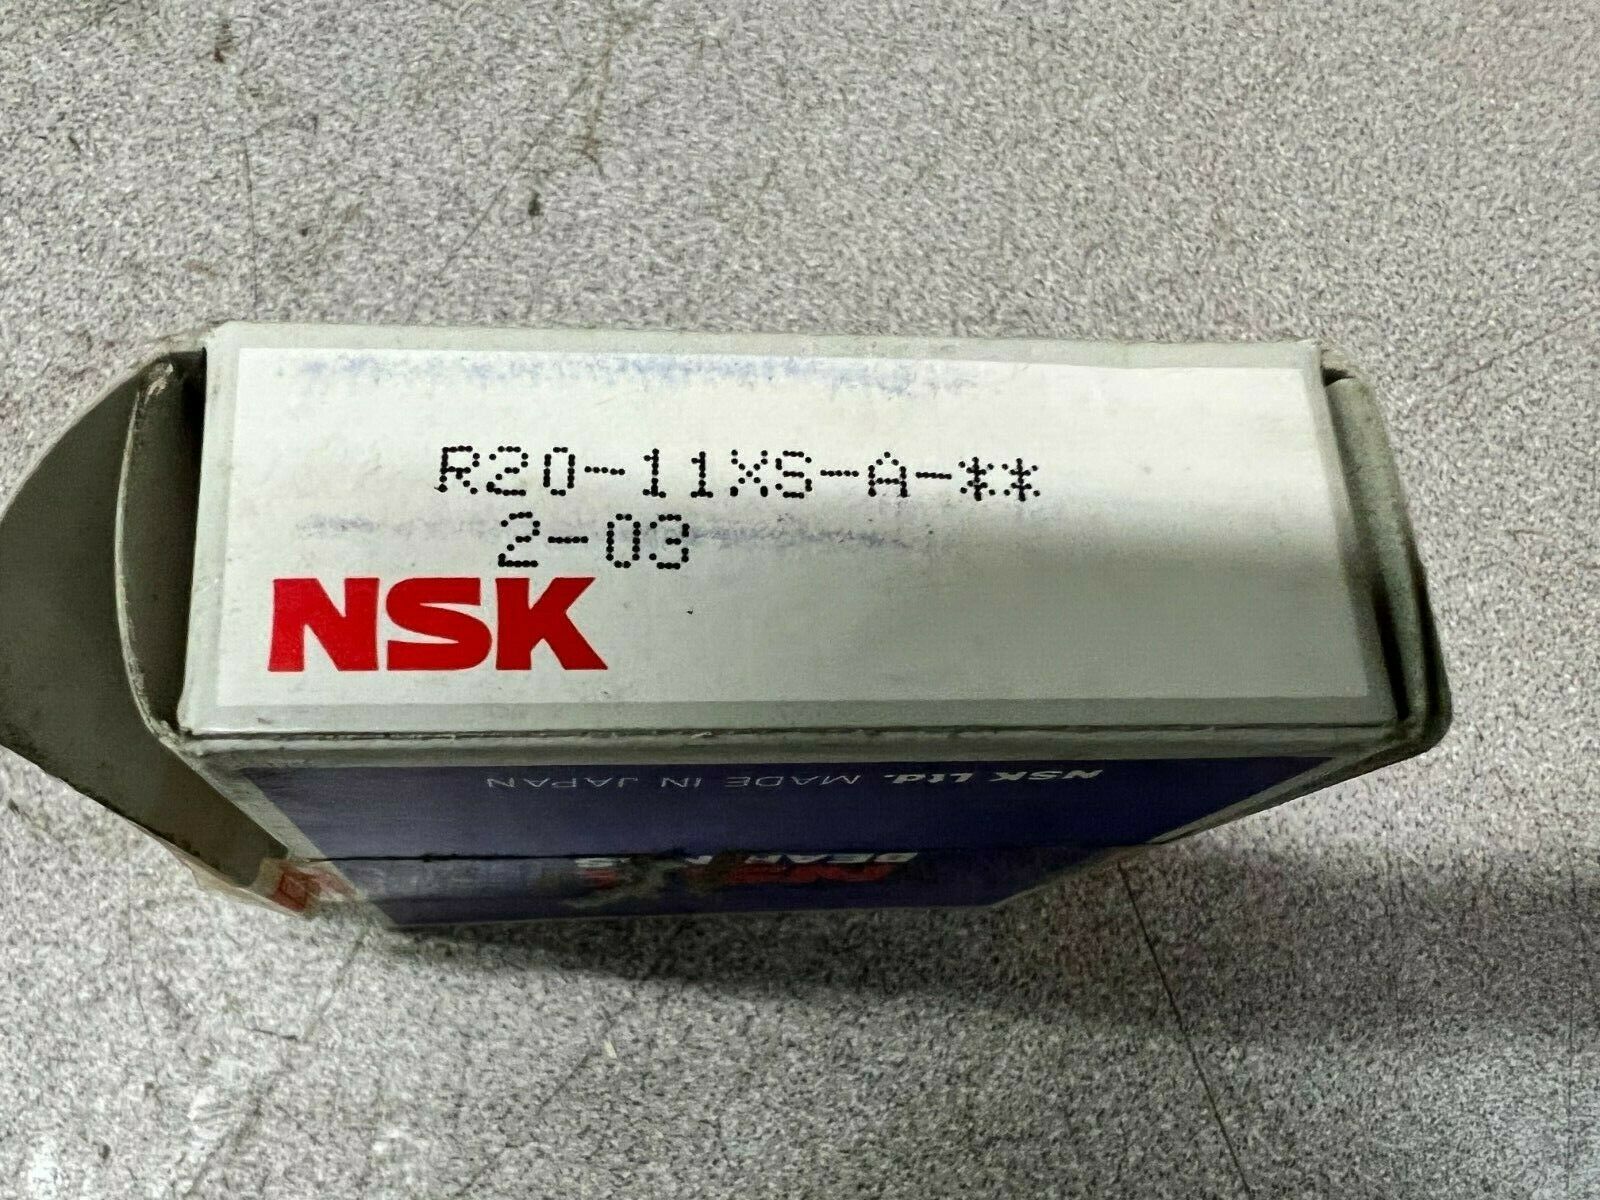 R20-11XS-A-**
2-03
NSK
NSK Ltd. MADE IN JAPAN